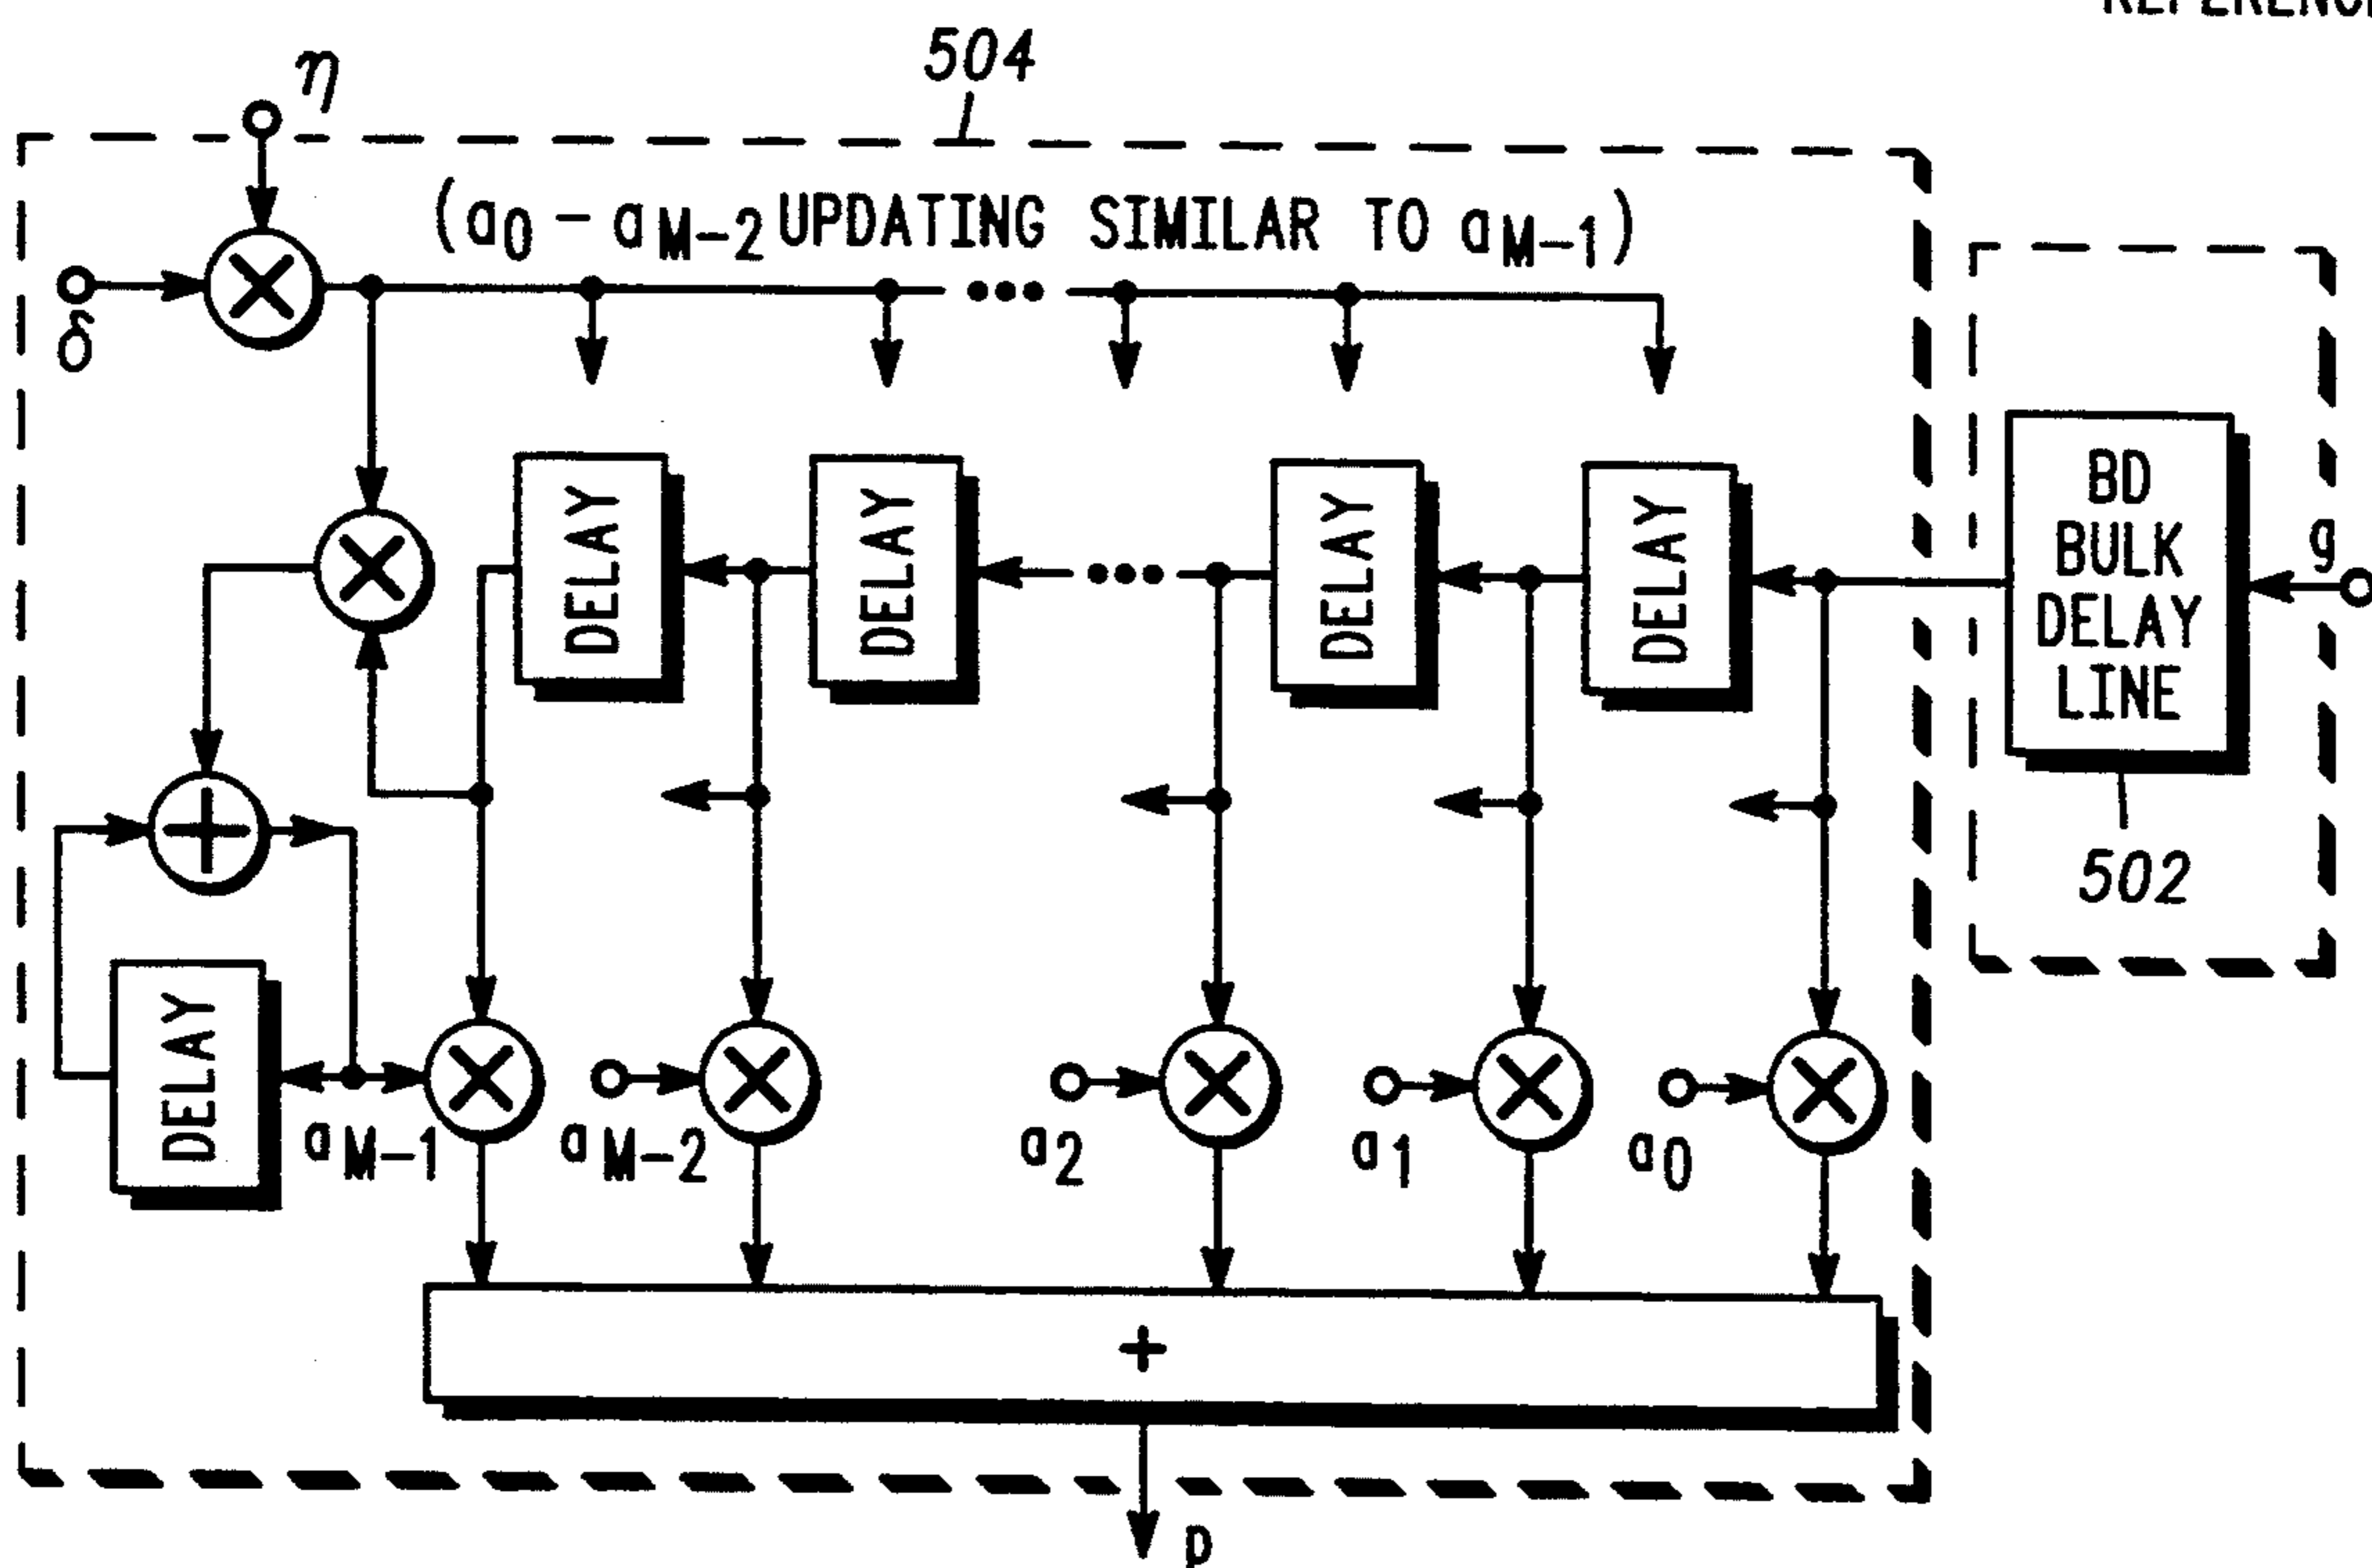 REFERENC
504
η
(a0 – aM–2 UPDATING SIMILAR TO aM–1)
δ
DELAY
DELAY
DELAY
DELAY
BD
BULK
DELAY
LINE
g
502
DELAY
aM–1
aM–2
a2
a1
a0
+
p